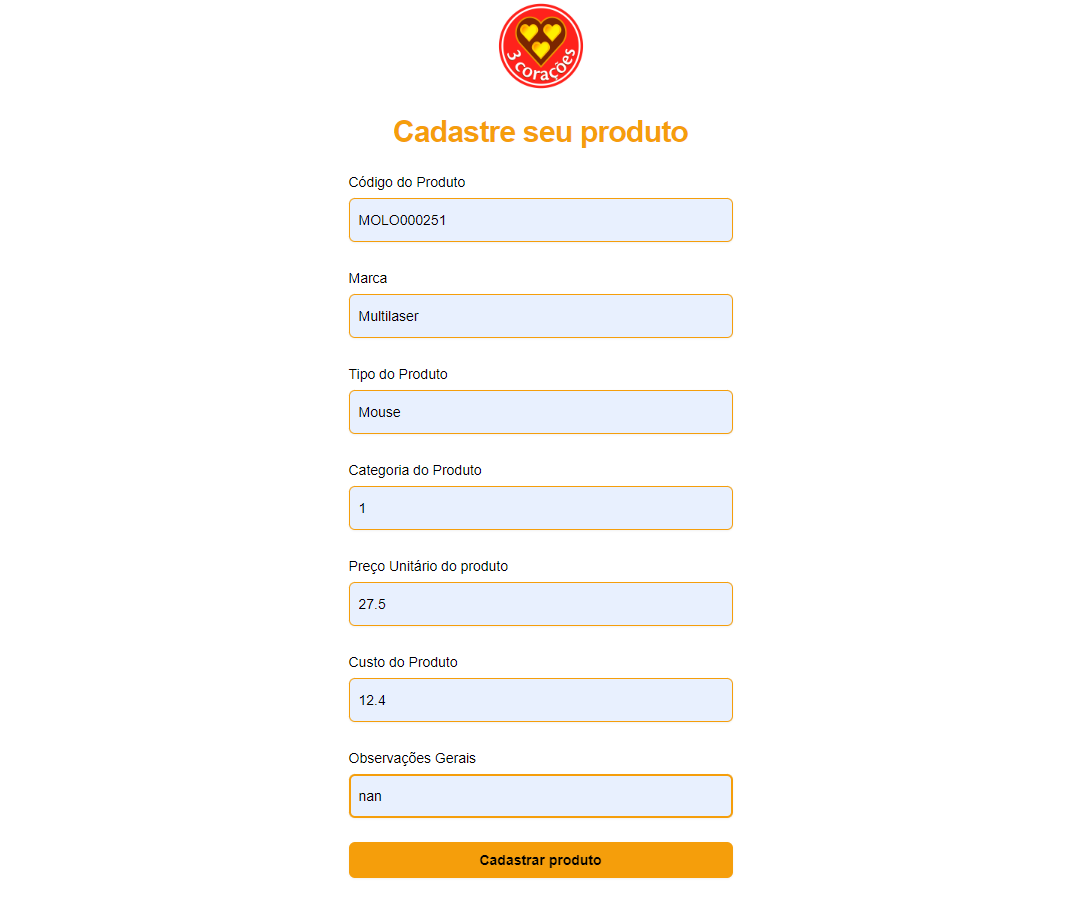 3 corações
Cadastre seu produto
Código do Produto
MOLO000251
Marca
Multilaser
Tipo do Produto
Mouse
Categoria do Produto
1
Preço Unitário do produto
27.5
Custo do Produto
12.4
Observações Gerais
nan
Cadastrar produto